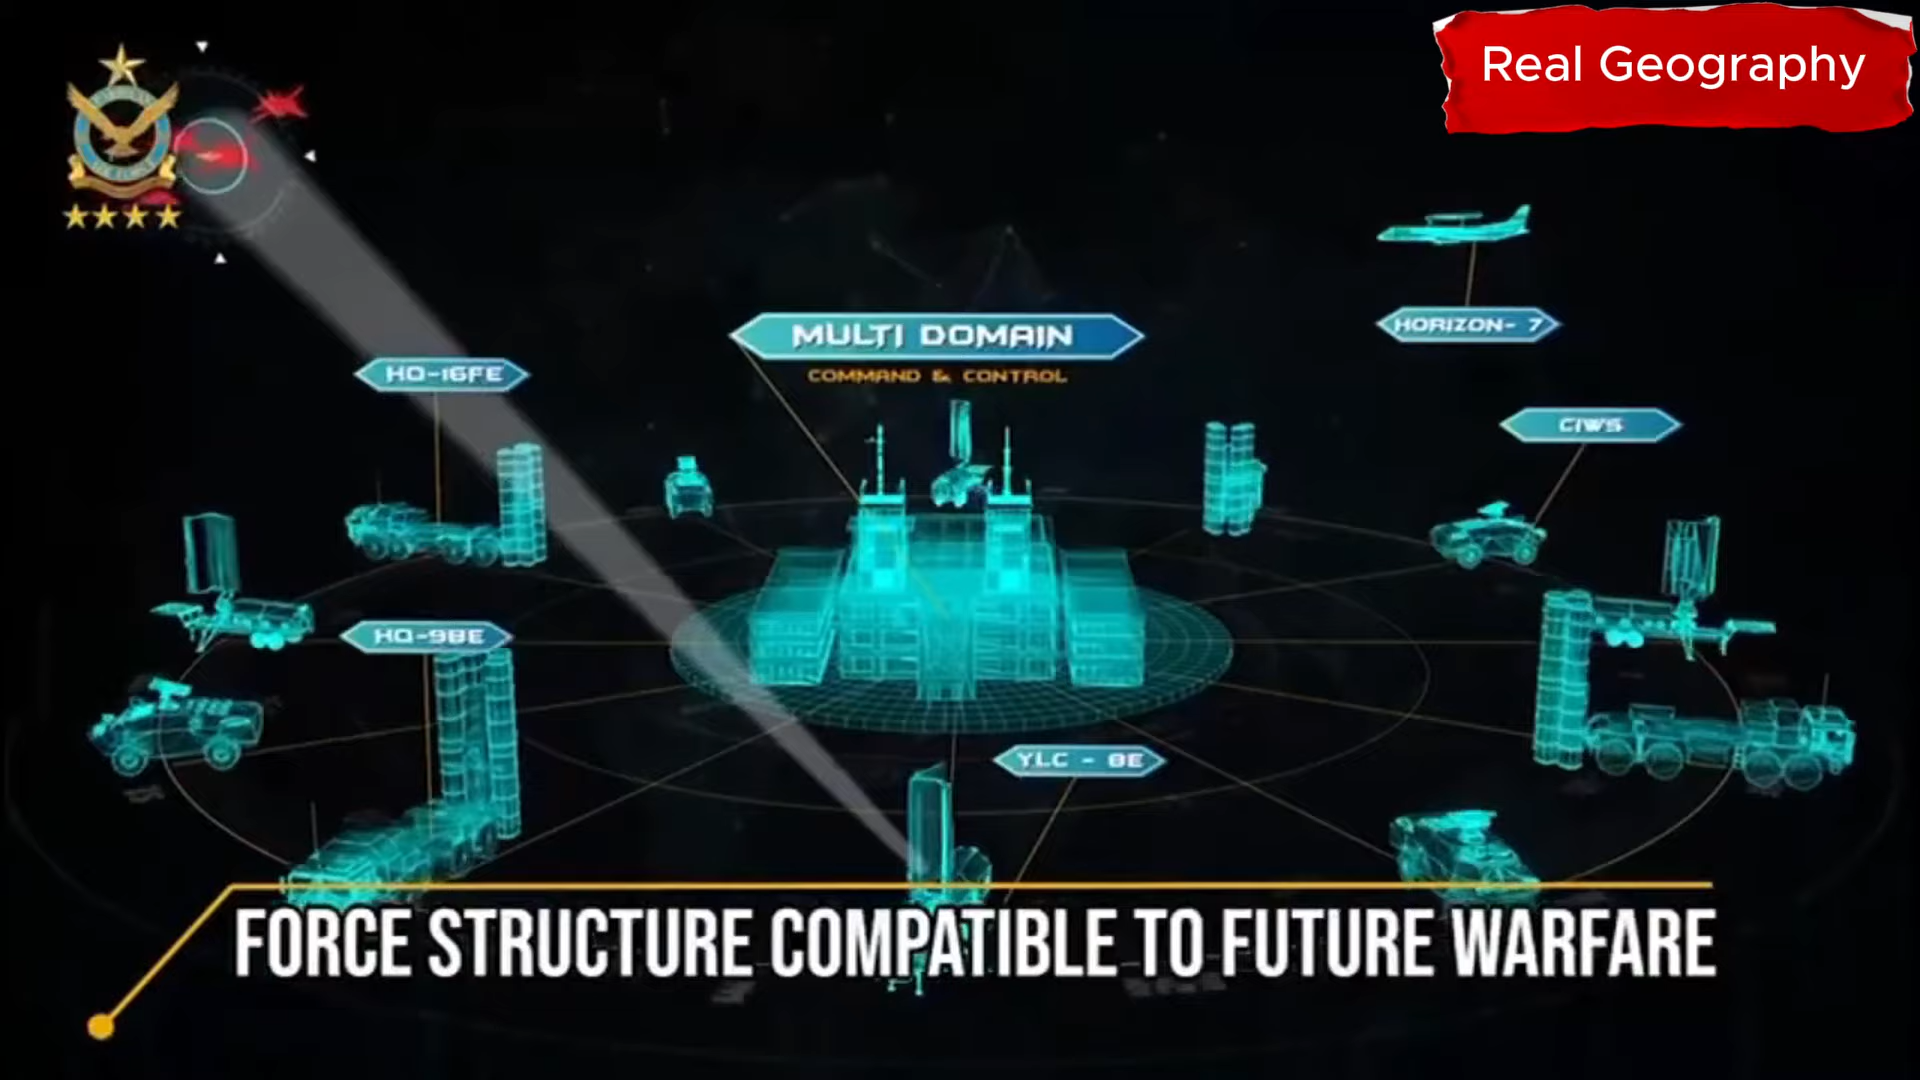 Real Geography
MULTI DOMAIN
COMMAND & CONTROL
HORIZON- 7
HQ-16FE
CIWS
HQ-9BE
YLC - 8E
FORCE STRUCTURE COMPATIBLE TO FUTURE WARFARE